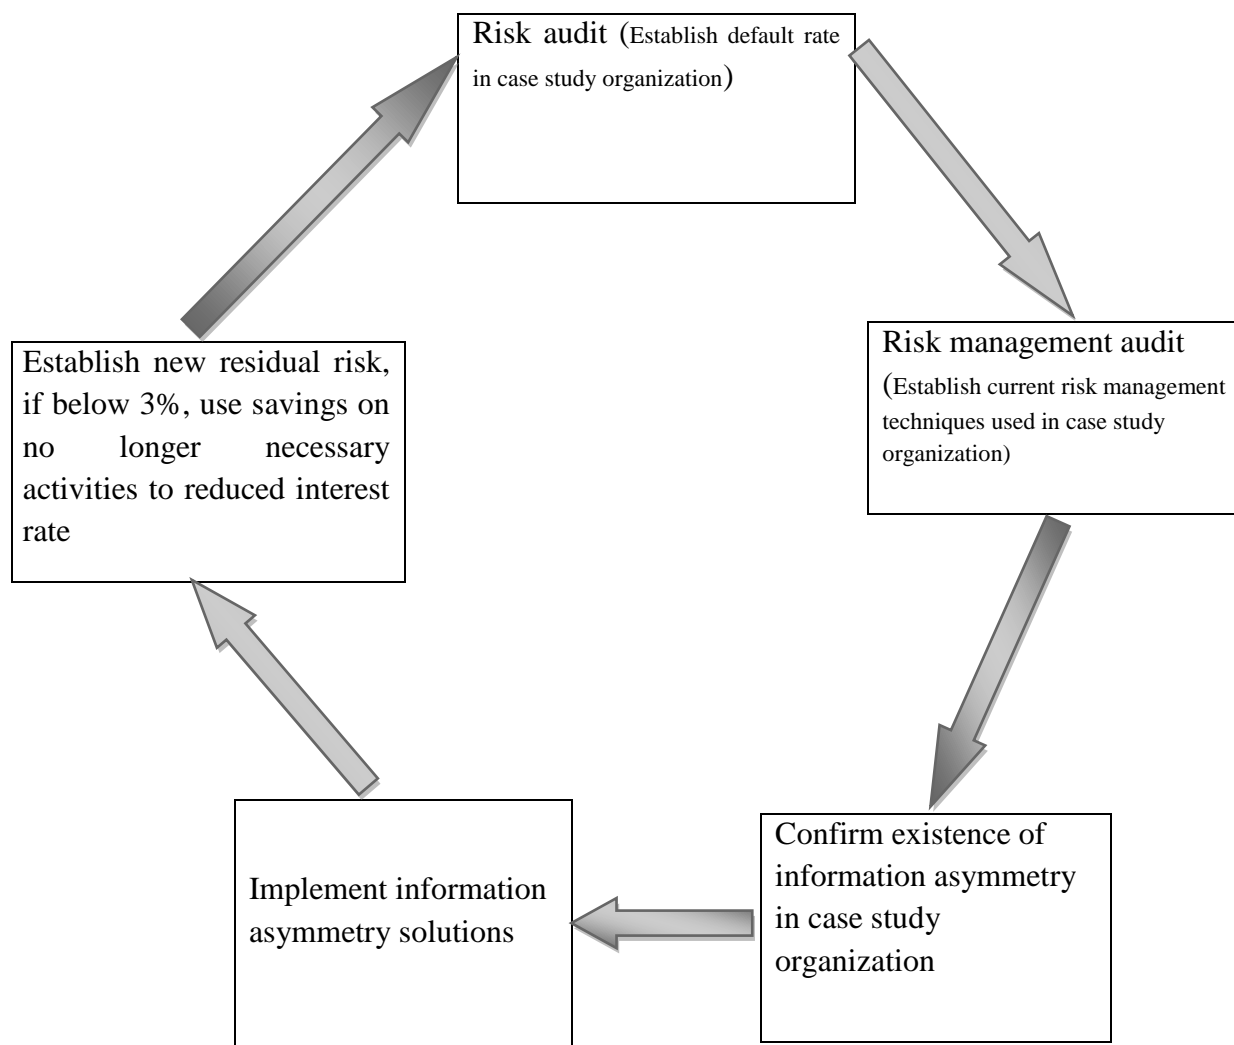 Risk audit (Establish default rate
in case study organization)
Risk management audit
(Establish current risk management
techniques used in case study
organization)
Establish new residual risk,
if below 3%, use savings on
no longer necessary
activities to reduced interest
rate
Confirm existence of
information asymmetry
in case study
organization
Implement information
asymmetry solutions